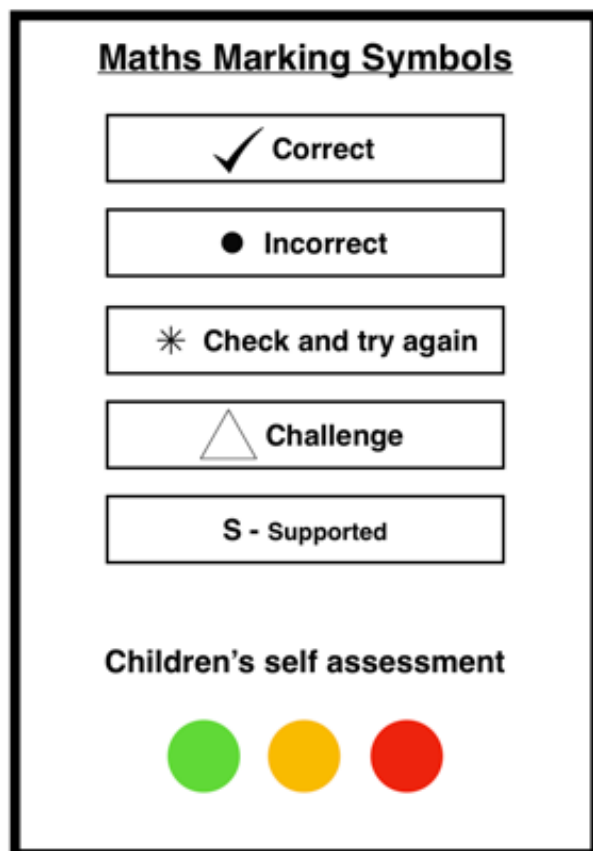 Maths Marking Symbols
✓ Correct
● Incorrect
✳ Check and try again
△ Challenge
S - Supported
Children's self assessment